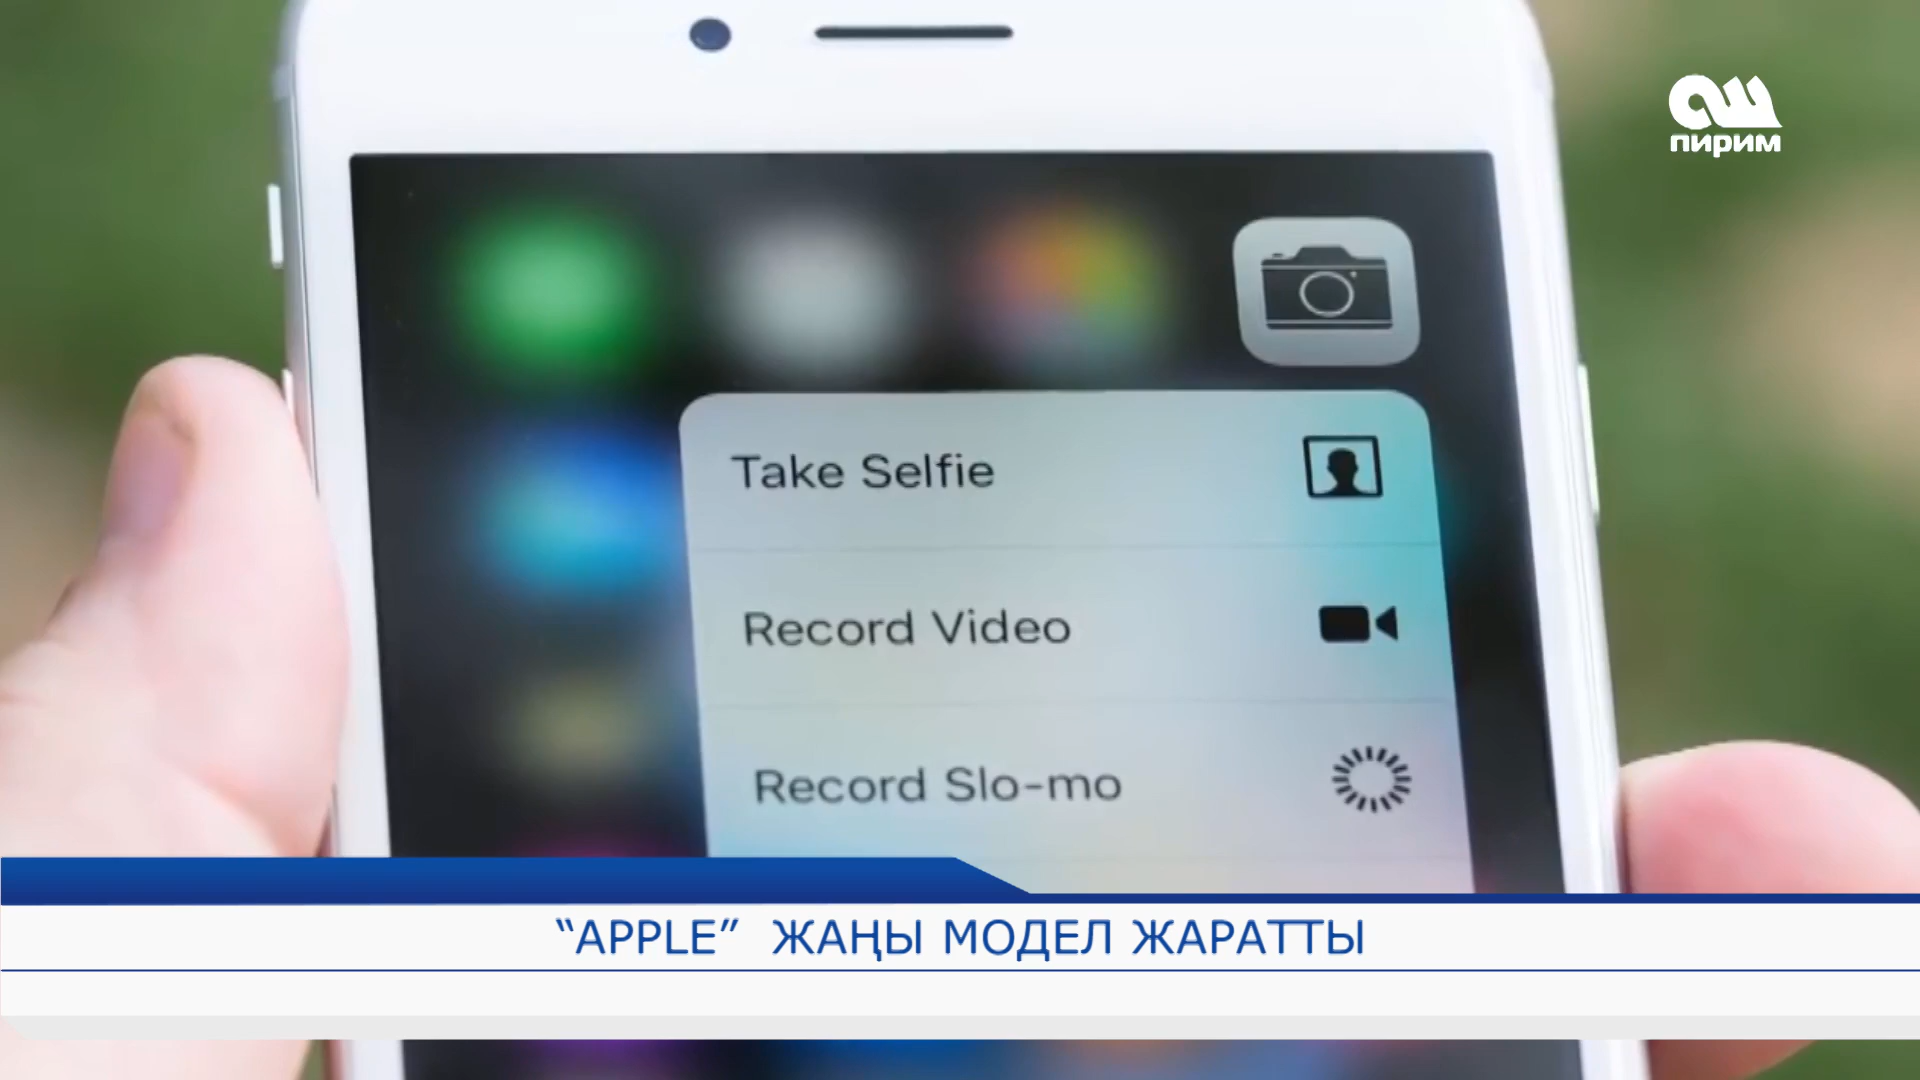 ОШ
ПИРИМ
Take Selfie
Record Video
Record Slo-mo
“APPLE” ЖАҢЫ МОДЕЛ ЖАРАТТЫ